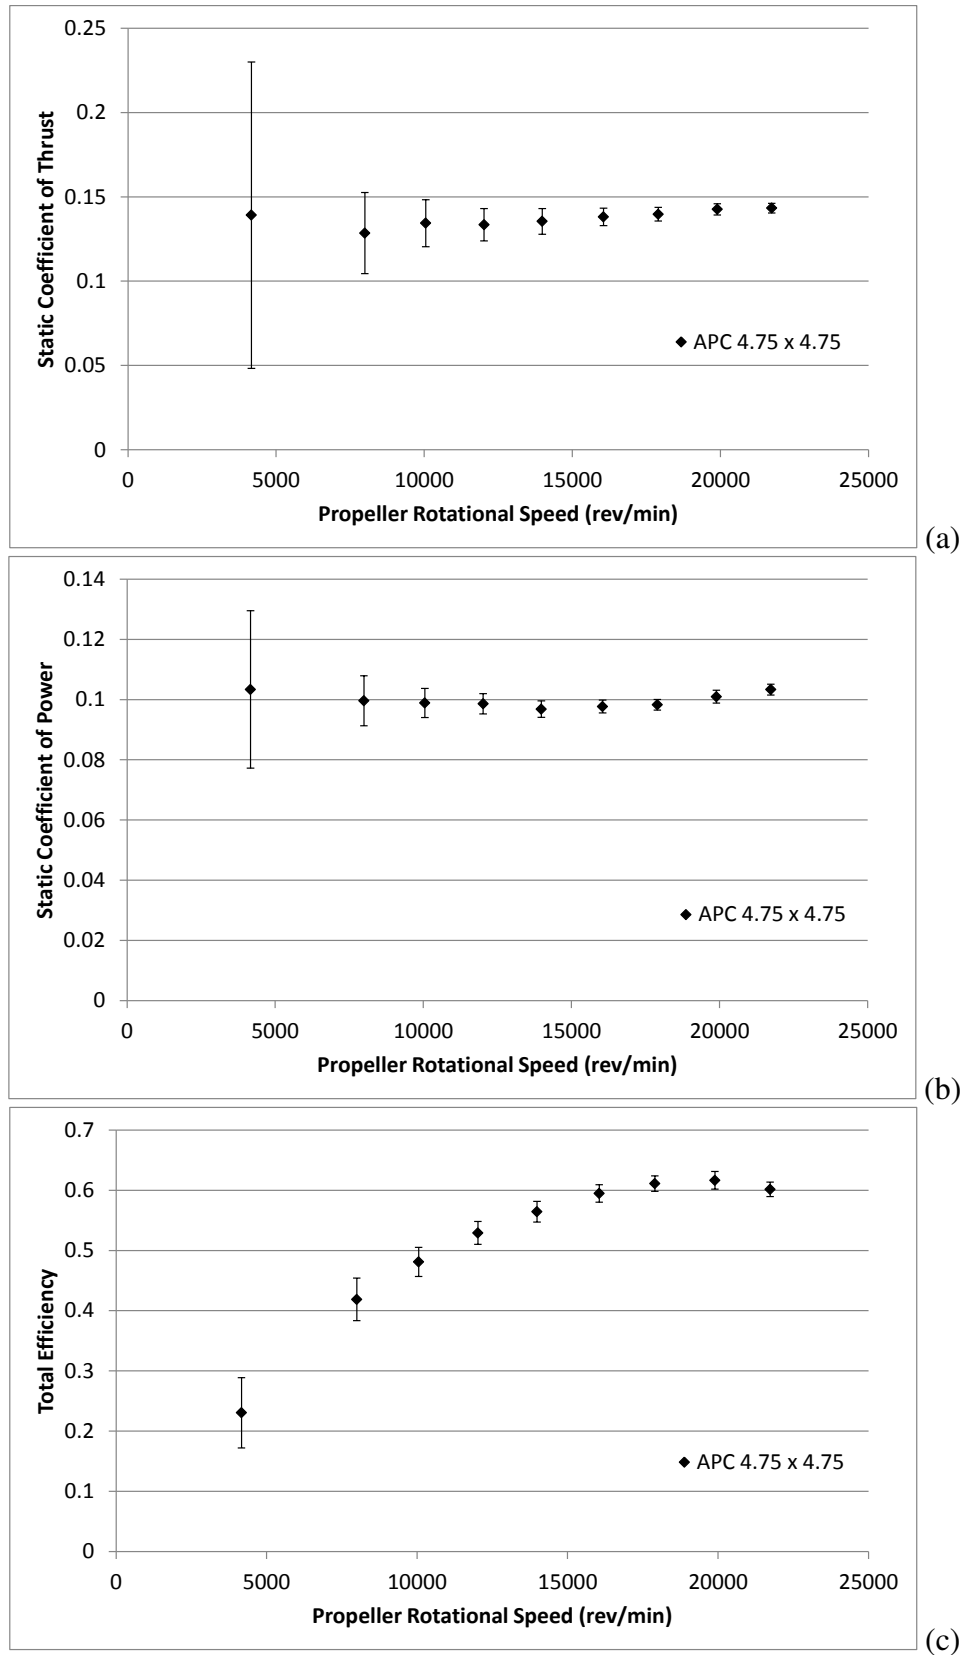 0.25
0.2
0.15
0.1
0.05
0
Static Coefficient of Thrust
APC 4.75 x 4.75
0 5000 10000 15000 20000 25000
Propeller Rotational Speed (rev/min)
(a)
0.14
0.12
0.1
0.08
0.06
0.04
0.02
0
Static Coefficient of Power
APC 4.75 x 4.75
0 5000 10000 15000 20000 25000
Propeller Rotational Speed (rev/min)
(b)
0.7
0.6
0.5
0.4
0.3
0.2
0.1
0
Total Efficiency
APC 4.75 x 4.75
0 5000 10000 15000 20000 25000
Propeller Rotational Speed (rev/min)
(c)